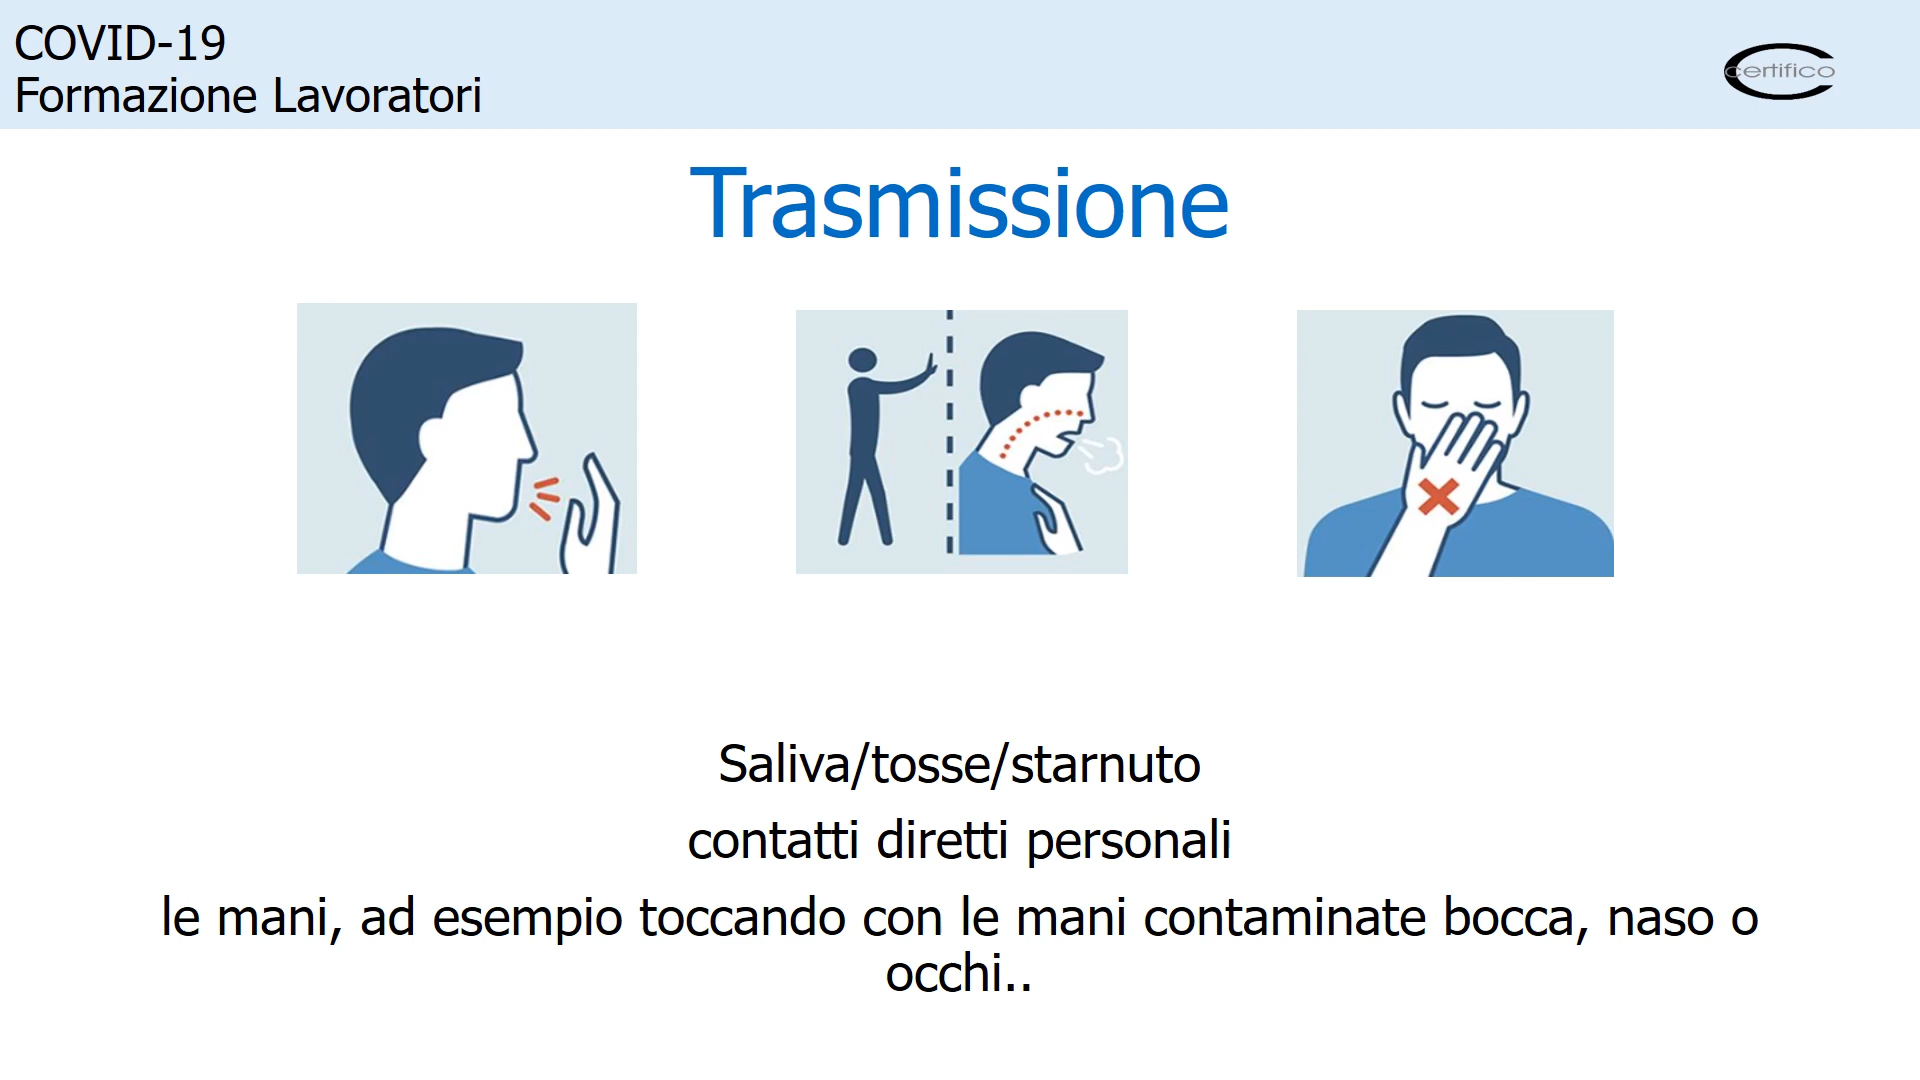 COVID-19
Formazione Lavoratori
certifico
Trasmissione
Saliva/tosse/starnuto
contatti diretti personali
le mani, ad esempio toccando con le mani contaminate bocca, naso o
occhi..